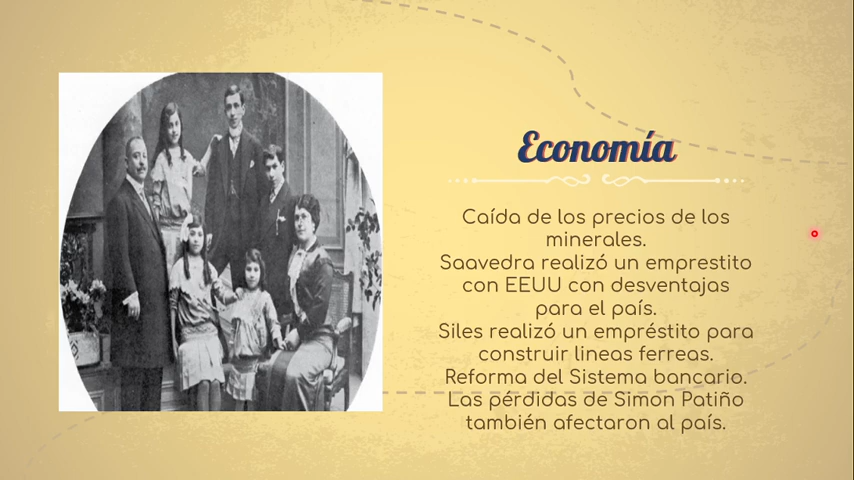 Economía
Caída de los precios de los
minerales.
Saavedra realizó un emprestito
con EEUU con desventajas
para el país.
Siles realizó un empréstito para
construir lineas ferreas.
Reforma del Sistema bancario.
Las pérdidas de Simon Patiño
también afectaron al país.